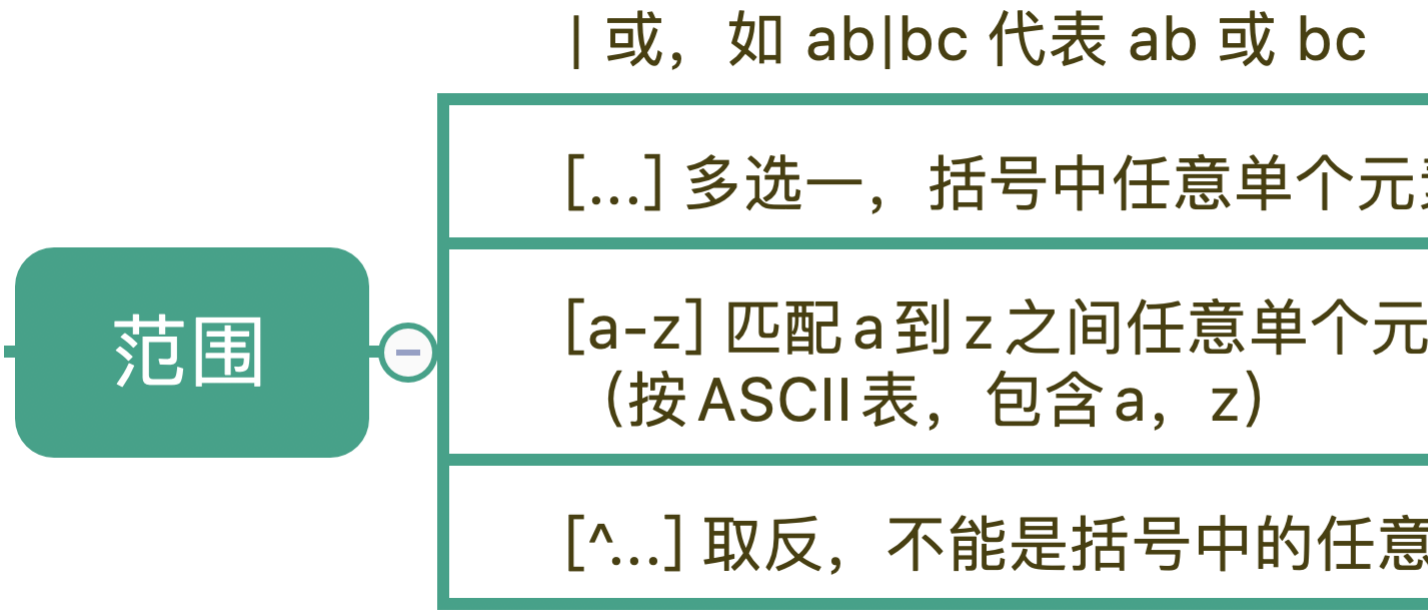 | 或，如 ab|bc 代表 ab 或 bc
[...] 多选一，括号中任意单个元
范围
[a-z] 匹配 a 到 z 之间任意单个元
（按 ASCII 表，包含 a，z）
[^...] 取反，不能是括号中的任意